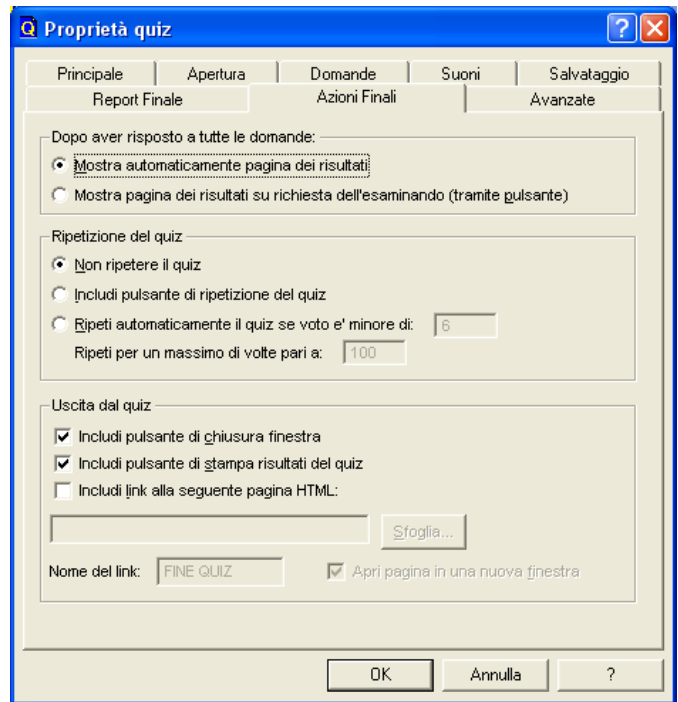 Proprietà quiz
Principale Apertura Domande Suoni Salvataggio
Report Finale Azioni Finali Avanzate
Dopo aver risposto a tutte le domande:
Mostra automaticamente pagina dei risultati
Mostra pagina dei risultati su richiesta dell'esaminando (tramite pulsante)
Ripetizione del quiz
Non ripetere il quiz
Includi pulsante di ripetizione del quiz
Ripeti automaticamente il quiz se voto e' minore di: 6
Ripeti per un massimo di volte pari a: 100
Uscita dal quiz
Includi pulsante di chiusura finestra
Includi pulsante di stampa risultati del quiz
Includi link alla seguente pagina HTML:
Sfoglia...
Nome del link: FINE QUIZ Apri pagina in una nuova finestra
OK Annulla ?